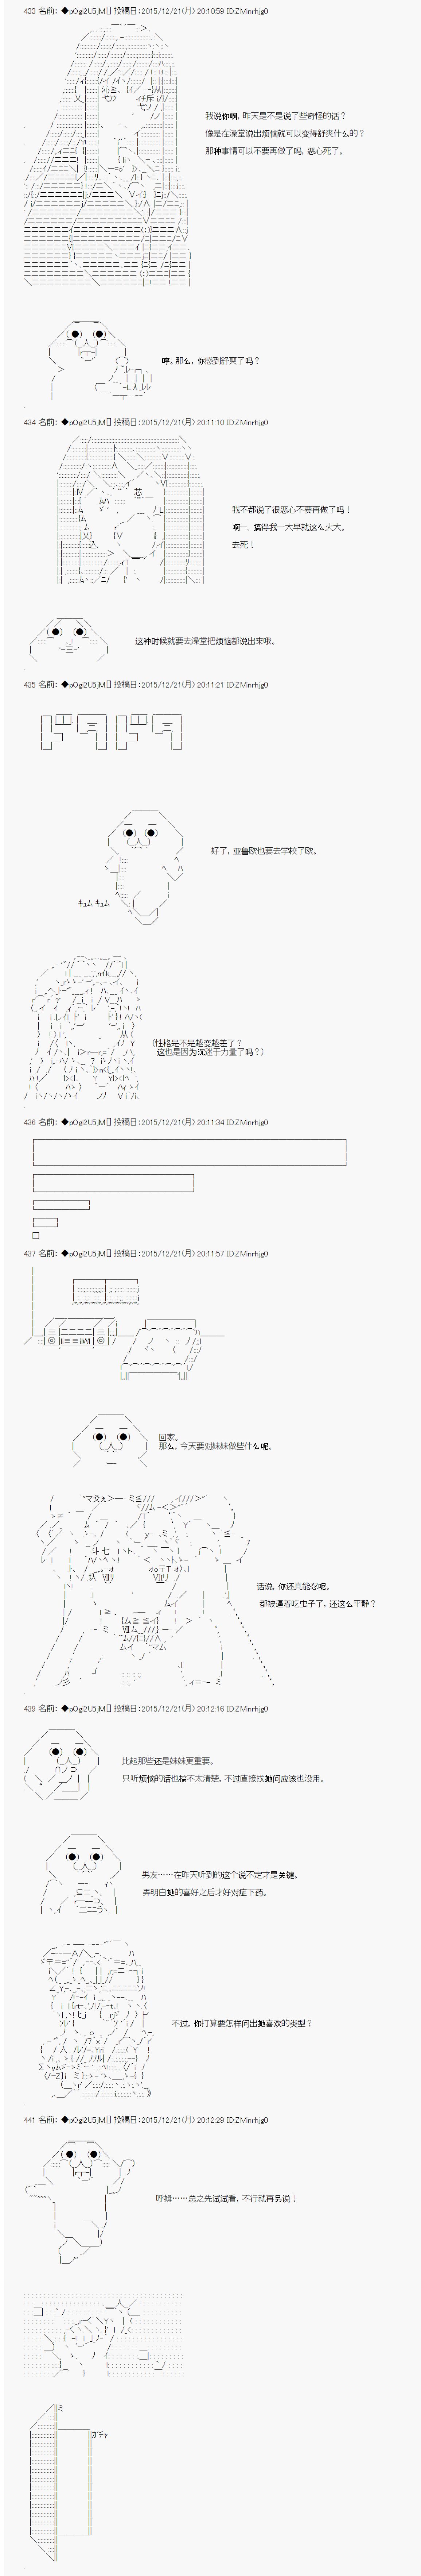 433 名前：◆pOgi2U5jM[] 投稿日：2015/12/21(月) 20:10:59 ID:ZMinrhjg0
我说你啊，昨天是不是说了些奇怪的话？
像是在澡室说出烦恼就可以变得舒爽什么的？
那种事情可以不要再做了吗，恶心死了。
哼。那么，你感到舒爽了吗？
434 名前：◆pOgi2U5jM[] 投稿日：2015/12/21(月) 20:11:10 ID:ZMinrhjg0
我不都说了很恶心不要再做了吗！
啊一、搞得我一大早就这么火大。
去死！
这种时候就要去澡室把烦恼都说出来哦。
435 名前：◆pOgi2U5jM[] 投稿日：2015/12/21(月) 20:11:21 ID:ZMinrhjg0
好了，亚鲁欧也要去学校了欧。
キュム キュム
(性格是不是越变越差了？
这也是因为沉迷于力量了吗？)
436 名前：◆pOgi2U5jM[] 投稿日：2015/12/21(月) 20:11:34 ID:ZMinrhjg0
437 名前：◆pOgi2U5jM[] 投稿日：2015/12/21(月) 20:11:57 ID:ZMinrhjg0
回家。
那么，今天要对妹妹做些什么呢。
话说，你还真能忍呢。
都被逼着吃虫子了，还这么平静？
439 名前：◆pOgi2U5jM[] 投稿日：2015/12/21(月) 20:12:16 ID:ZMinrhjg0
比起那些还是妹妹更重要。
只听烦恼的话也搞不太清楚，不过直接找她问应该也没用。
男友……在昨天听到的这个说不定才是关键。
弄明白她的喜好之后才好对症下药。
不过，你打算要怎样问出她喜欢的类型？
441 名前：◆pOgi2U5jM[] 投稿日：2015/12/21(月) 20:12:29 ID:ZMinrhjg0
呼姆……总之先试试看，不行就再另说！
ガチャ